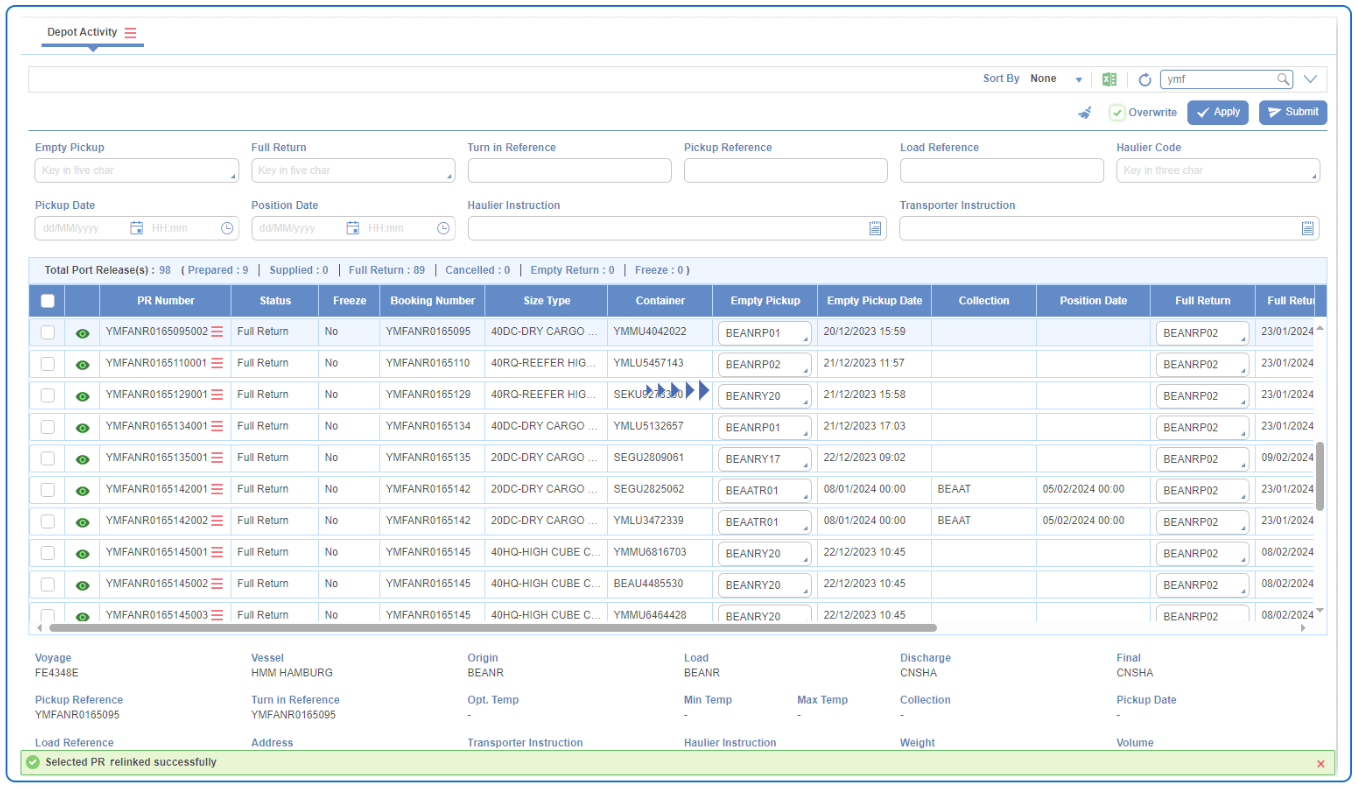 Depot Activity
Sort By None ymf
Overwrite Apply Submit
Empty Pickup Full Return Turn in Reference Pickup Reference Load Reference Haulier Code
Key in five char Key in five char Key in three char
Pickup Date Position Date Haulier Instruction Transporter Instruction
dd/MM/yyyy HH:mm dd/MM/yyyy HH:mm
Total Port Release(s) : 98 ( Prepared : 9 | Supplied : 0 | Full Return : 89 | Cancelled : 0 | Empty Return : 0 | Freeze : 0 )
PR Number Status Freeze Booking Number Size Type Container Empty Pickup Empty Pickup Date Collection Position Date Full Return Full Retur
YMFANR0165095002 Full Return No YMFANR0165095 40DC-DRY CARGO ... YMMU4042022 BEANRP01 20/12/2023 15:59 BEANRP02 23/01/2024
YMFANR0165110001 Full Return No YMFANR0165110 40RQ-REEFER HIG... YMLU5457143 BEANRP02 21/12/2023 11:57 BEANRP02 23/01/2024
YMFANR0165129001 Full Return No YMFANR0165129 40RQ-REEFER HIG... BEANRY20 21/12/2023 15:58 BEANRP02 23/01/2024
YMFANR0165134001 Full Return No YMFANR0165134 40DC-DRY CARGO ... YMLU5132657 BEANRP01 21/12/2023 17:03 BEANRP02 23/01/2024
YMFANR0165135001 Full Return No YMFANR0165135 20DC-DRY CARGO ... SEGU2809061 BEANRY17 22/12/2023 09:02 BEANRP02 09/02/2024
YMFANR0165142001 Full Return No YMFANR0165142 20DC-DRY CARGO ... SEGU2825062 BEAATR01 08/01/2024 00:00 BEAAT 05/02/2024 00:00 BEANRP02 23/01/2024
YMFANR0165142002 Full Return No YMFANR0165142 20DC-DRY CARGO ... YMLU3472339 BEAATR01 08/01/2024 00:00 BEAAT 05/02/2024 00:00 BEANRP02 23/01/2024
YMFANR0165145001 Full Return No YMFANR0165145 40HQ-HIGH CUBE C... YMMU6816703 BEANRY20 22/12/2023 10:45 BEANRP02 08/02/2024
YMFANR0165145002 Full Return No YMFANR0165145 40HQ-HIGH CUBE C... BEAU4485530 BEANRY20 22/12/2023 10:45 BEANRP02 08/02/2024
YMFANR0165145003 Full Return No YMFANR0165145 40HQ-HIGH CUBE C... YMMU6464428 BEANRY20 22/12/2023 10:45 BEANRP02 08/02/2024
Voyage Vessel Origin Load Discharge Final
FE4348E HMM HAMBURG BEANR BEANR CNSHA CNSHA
Pickup Reference Turn in Reference Opt. Temp Min Temp Max Temp Collection Pickup Date
YMFANR0165095 YMFANR0165095 - - - - -
Load Reference Address Transporter Instruction Haulier Instruction Weight Volume
Selected PR relinked successfully